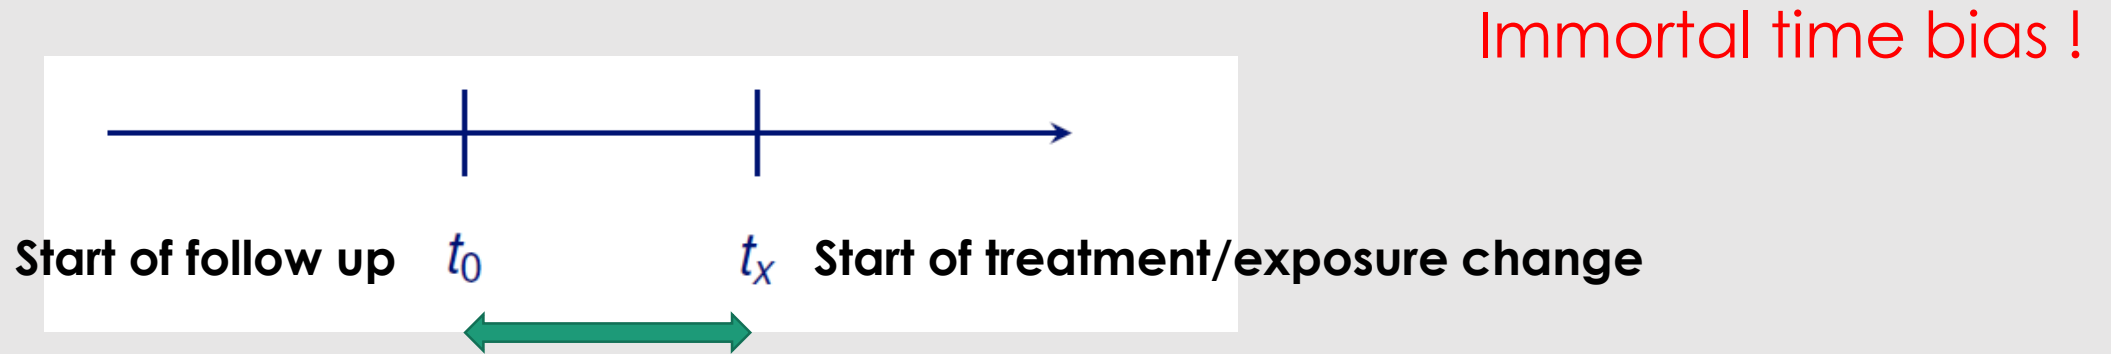 Immortal time bias !
Start of follow up t0 tx Start of treatment/exposure change